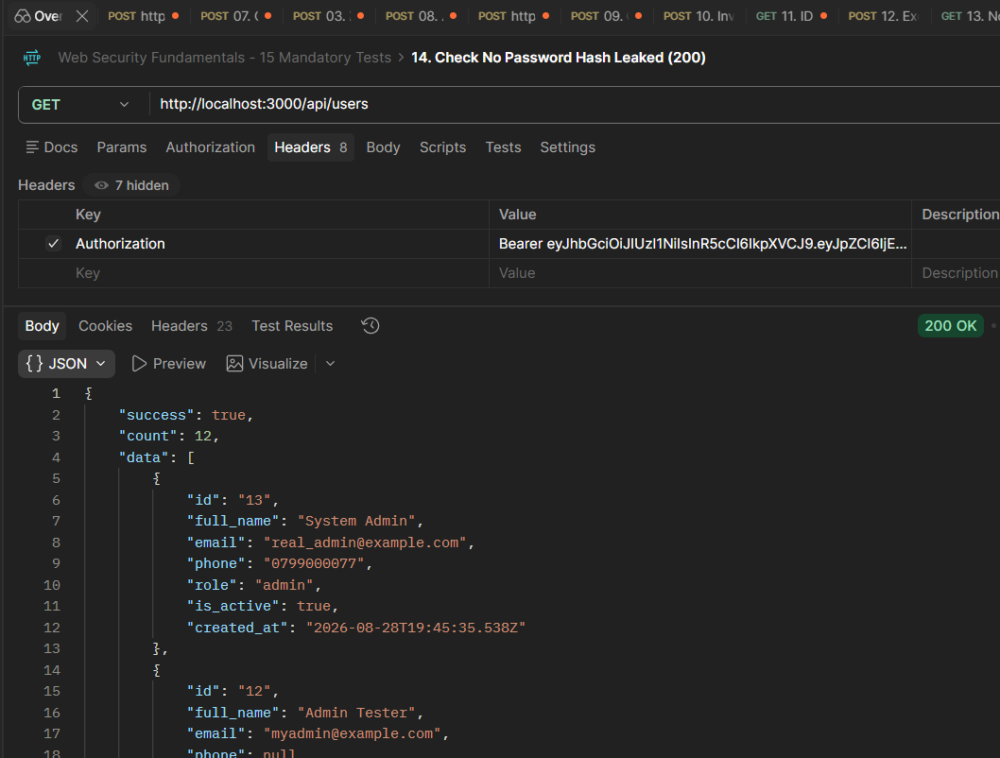 Over POST http POST 07. POST 03. POST 08. POST http POST 09. POST 10. Inv GET 11. ID POST 12. Ex GET 13. No
HTTP Web Security Fundamentals - 15 Mandatory Tests > 14. Check No Password Hash Leaked (200)
GET http://localhost:3000/api/users
Docs Params Authorization Headers 8 Body Scripts Tests Settings
Headers 7 hidden
Key Value Description
Authorization Bearer eyJhbGciOiJIUzI1NiIsInR5cCI6IkpXVCJ9.eyJpZCI6IjE...
Key Value Description
Body Cookies Headers 23 Test Results 200 OK
{} JSON Preview Visualize
1 {
2 "success": true,
3 "count": 12,
4 "data": [
5 {
6 "id": "13",
7 "full_name": "System Admin",
8 "email": "real_admin@example.com",
9 "phone": "0799000077",
10 "role": "admin",
11 "is_active": true,
12 "created_at": "2026-08-28T19:45:35.538Z"
13 },
14 {
15 "id": "12",
16 "full_name": "Admin Tester",
17 "email": "myadmin@example.com",
18 "phone": null